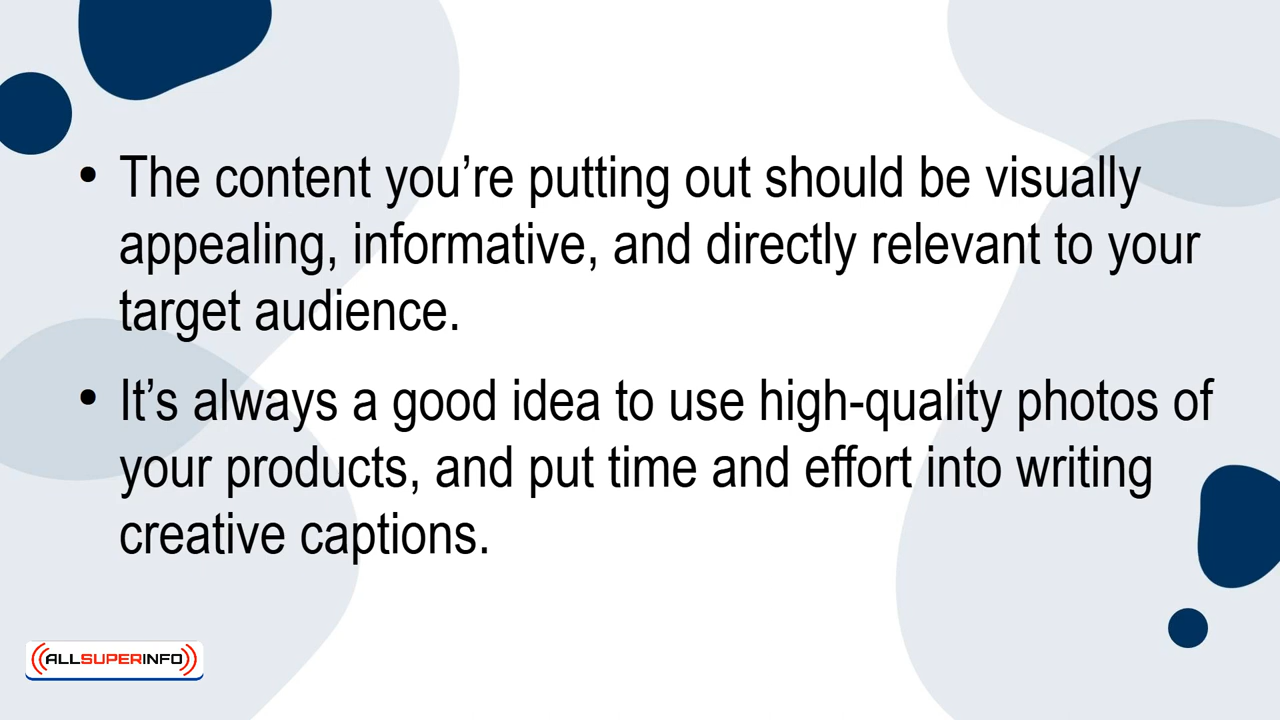 • The content you’re putting out should be visually
appealing, informative, and directly relevant to your
target audience.
• It’s always a good idea to use high-quality photos of
your products, and put time and effort into writing
creative captions.
ALLSUPERINFO